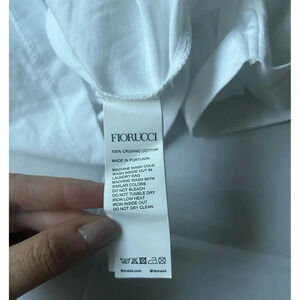 FIORUCCI
100% ORGANIC COTTON
MADE IN PORTUGAL
MACHINE WASH COLD
WASH INSIDE OUT IN
LAUNDRY BAG
MACHINE WASH WITH
SIMILAR COLORS
DO NOT BLEACH
DO NOT TUMBLE DRY
IRON LOW HEAT
IRON INSIDE OUT
DO NOT DRY CLEAN
fiorucci.com @fiorucci